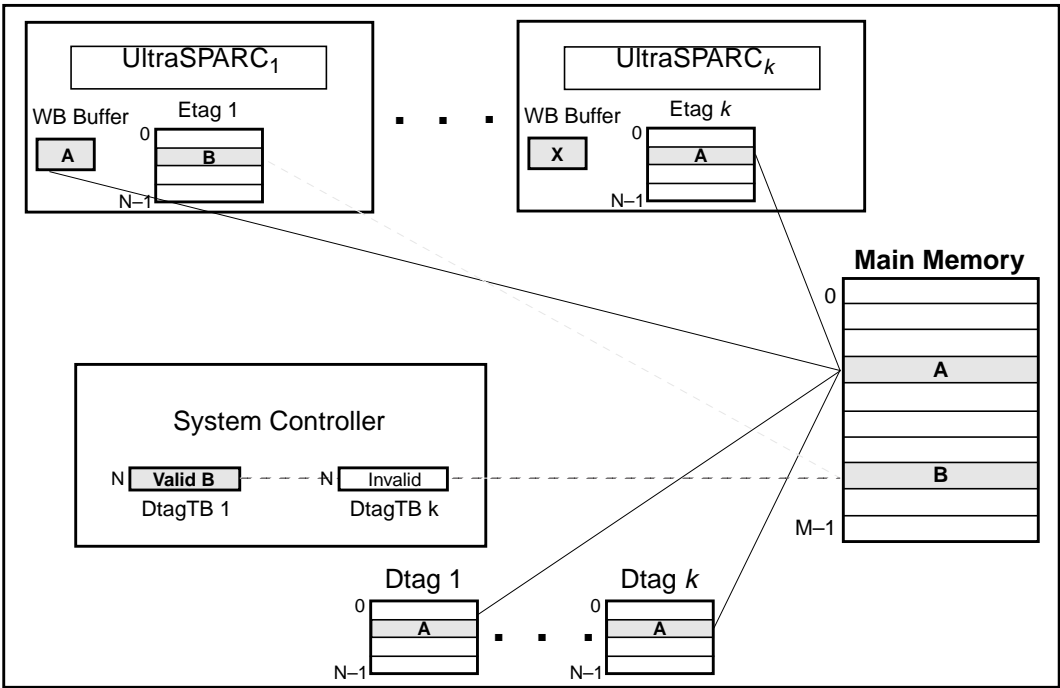 UltraSPARC1
UltraSPARCk
WB Buffer
Etag 1
WB Buffer
Etag k
0
A
B
N–1
0
X
A
N–1
Main Memory
0
A
B
M–1
System Controller
N
Valid B
N
Invalid
DtagTB 1
DtagTB k
Dtag 1
Dtag k
0
A
N–1
0
A
N–1